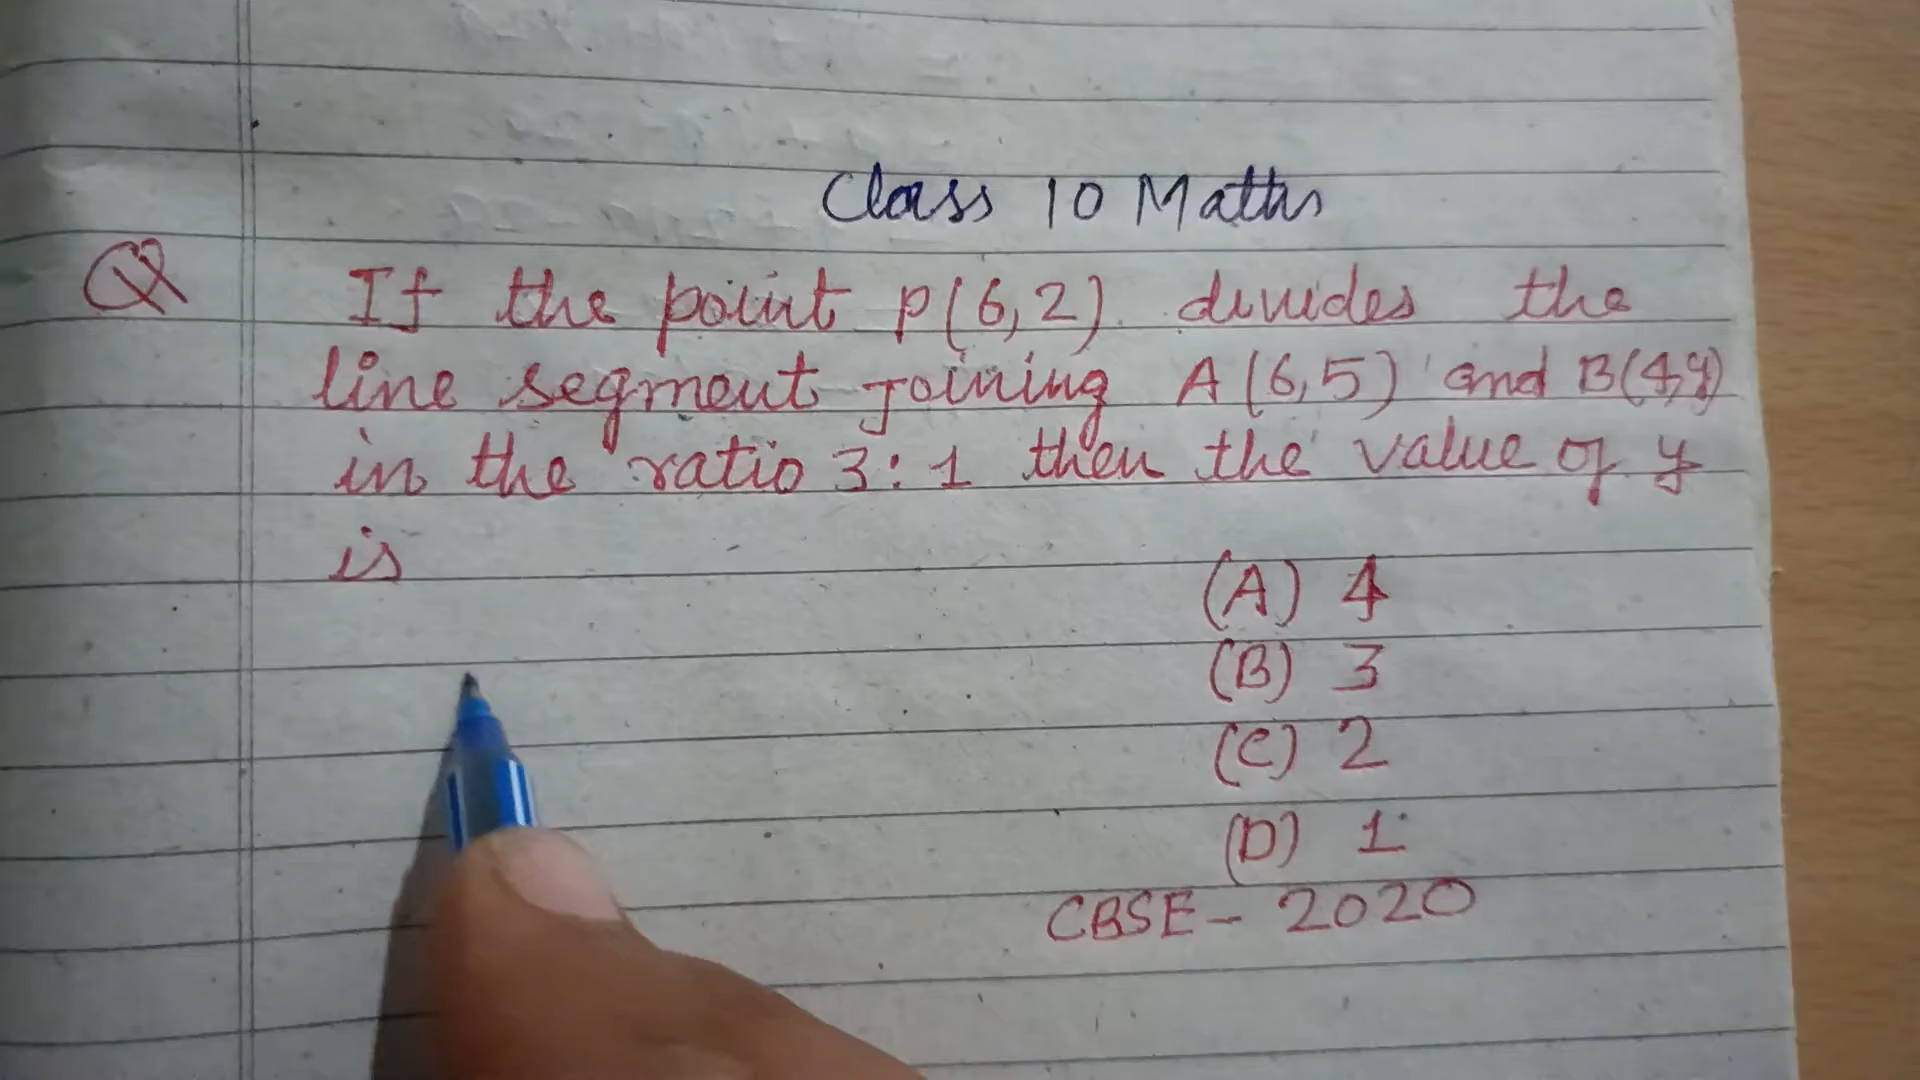 Class 10 Maths
Q If the point P(6,2) divides the
line segment joining A(6,5) and B(4,y)
in the ratio 3:1 then the value of y
is
(A) 4
(B) 3
(C) 2
(D) 1
CBSE - 2020